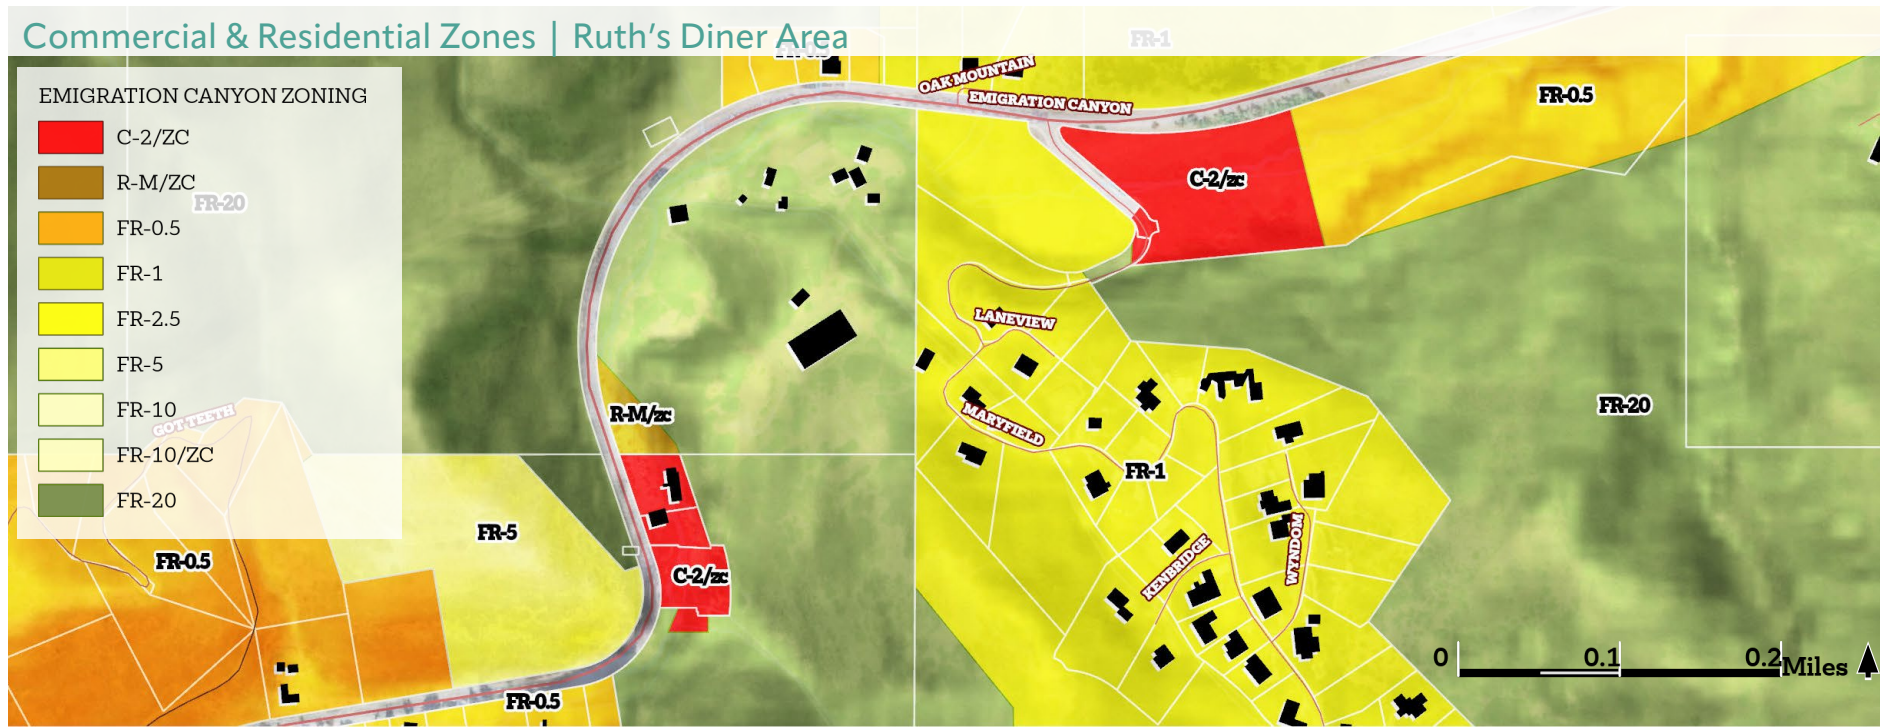 Commercial & Residential Zones | Ruth's Diner Area
FR-0.5
FR-1
EMIGRATION CANYON ZONING
C-2/ZC
R-M/ZC
FR-0.5
FR-1
FR-2.5
FR-5
FR-10
FR-10/ZC
FR-20
FR-20
GOT TEETH
OAK MOUNTAIN
EMIGRATION CANYON
FR-0.5
C-2/zc
LANEVIEW
R-M/zc
MARYFIELD
FR-20
FR-1
FR-5
FR-0.5
C-2/zc
KENBRIDGE
WYNDOM
FR-0.5
0 0.1 0.2 Miles